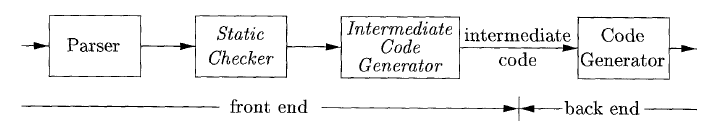 Parser
Static
Checker
Intermediate
Code
Generator
intermediate
code
Code
Generator
front end
back end